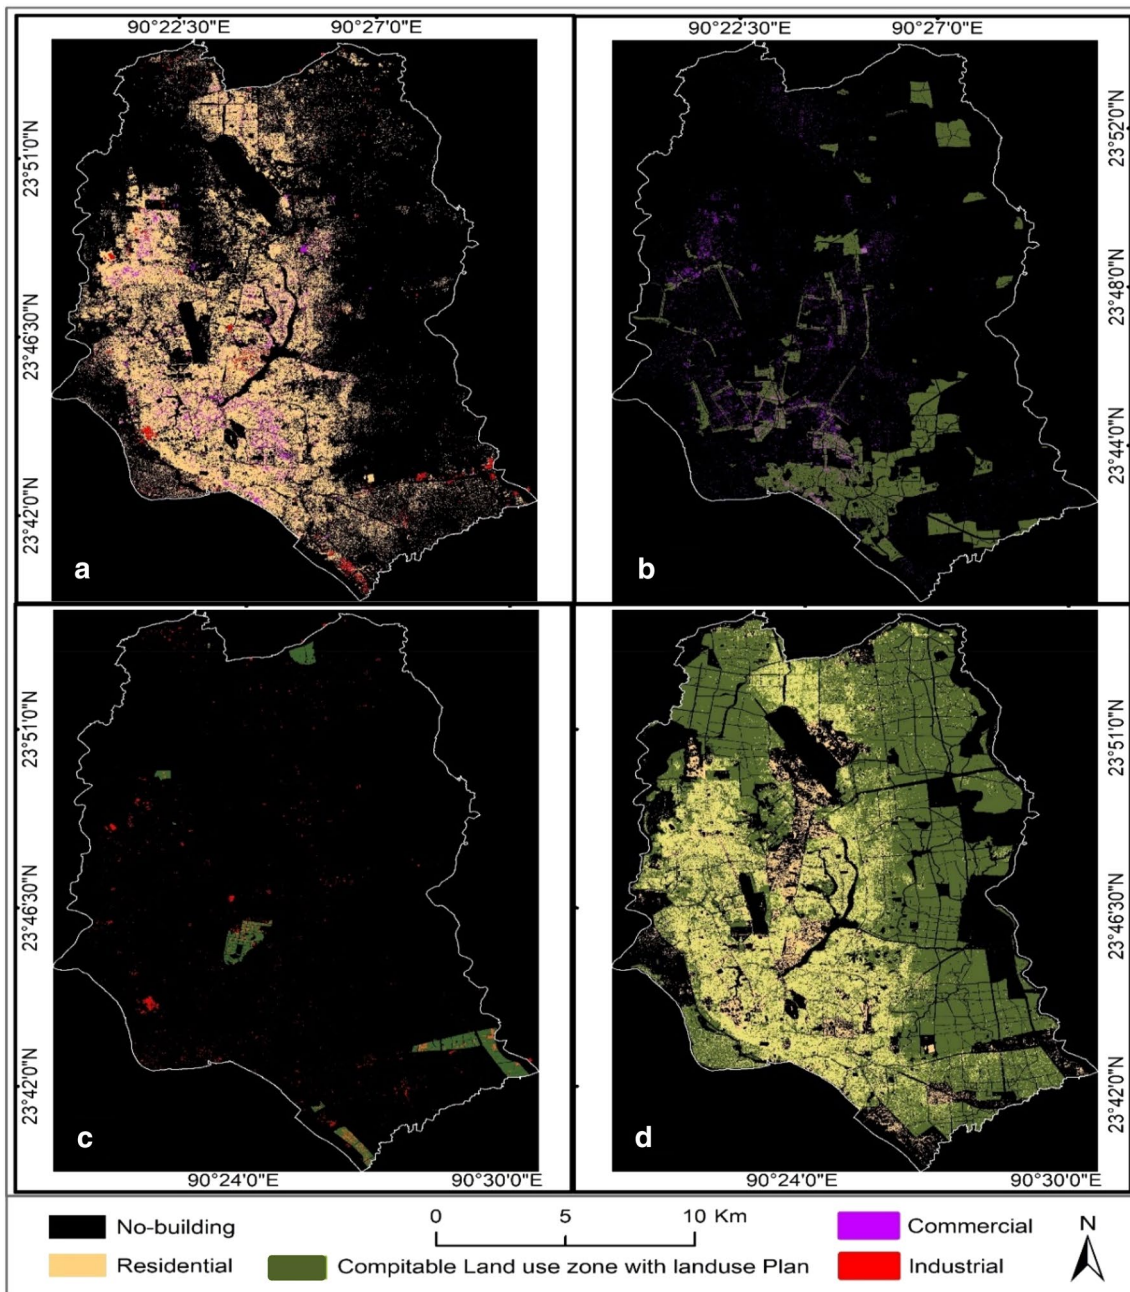 90°22'30"E 90°27'0"E 90°22'30"E 90°27'0"E
23°51'0"N
23°46'30"N
23°42'0"N
23°52'0"N
23°48'0"N
23°44'0"N
a
b
23°51'0"N
23°46'30"N
23°42'0"N
23°51'0"N
23°46'30"N
23°42'0"N
c
d
90°24'0"E 90°30'0"E 90°24'0"E 90°30'0"E
No-building 0 5 10 Km Commercial N
Residential Compitable Land use zone with landuse Plan Industrial